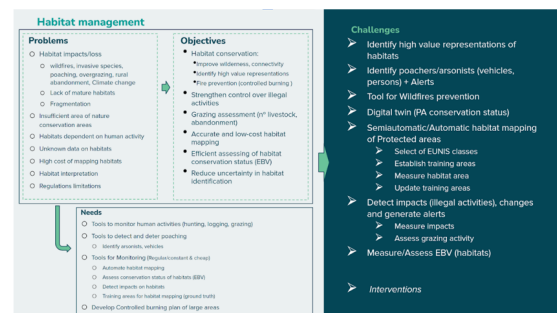 Habitat management
Problems
Habitat impacts/loss
wildfires, invasive species,
poaching, overgrazing, rural
abandonment, Climate change
Lack of mature habitats
Fragmentation
Insufficient area of nature
conservation areas
Habitats dependent on human activity
Unknown data on habitats
High cost of mapping habitats
Habitat interpretation
Regulations limitations
Objectives
Habitat conservation:
Improve wilderness, connectivity
Identify high value representations
Fire prevention (controlled burning )
Strengthen control over illegal
activities
Grazing assessment (nº livestock,
abandonment)
Accurate and low-cost habitat
mapping
Efficient assessing of habitat
conservation status (EBV)
Reduce uncertainty in habitat
identification
Needs
Tools to monitor human activities (hunting, logging, grazing)
Tools to detect and deter poaching
Identify arsonists, vehicles
Tools for Monitoring (Regular/constant & cheap)
Automate habitat mapping
Assess conservation status of habitats (EBV)
Detect impacts on habitats
Training areas for habitat mapping (ground truth)
Develop Controlled burning plan of large areas
Challenges
Identify high value representations of
habitats
Identify poachers/arsonists (vehicles,
persons) + Alerts
Tool for Wildfires prevention
Digital twin (PA conservation status)
Semiautomatic/Automatic habitat mapping
of Protected areas
Select of EUNIS classes
Establish training areas
Measure habitat area
Update training areas
Detect impacts (illegal activities), changes
and generate alerts
Measure impacts
Assess grazing activity
Measure/Assess EBV (habitats)
Interventions